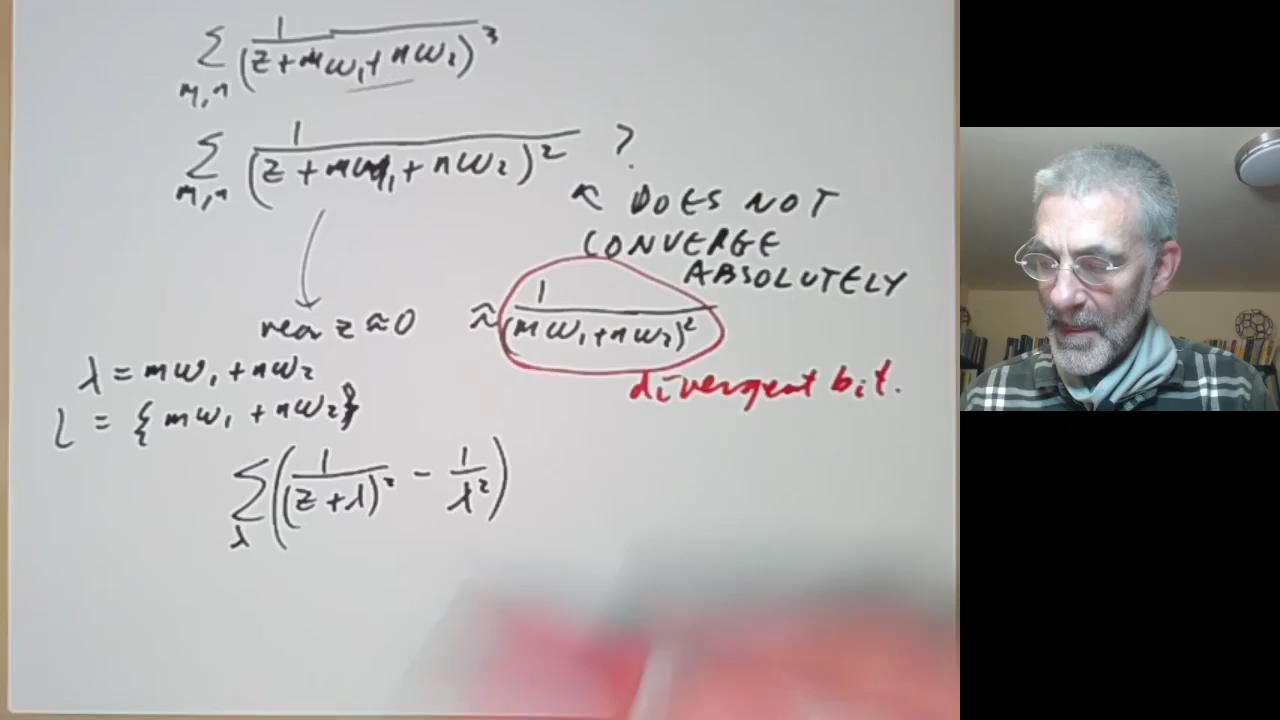 ∑ 1/(z+mω₁+nω₂)³
m,n
∑ 1/(z+mω₁+nω₂)² ?
m,n
↖ DOES NOT
CONVERGE
ABSOLUTELY
near z≈0 ≈ 1/(mω₁+nω₂)²
divergent bit.
λ = mω₁+nω₂
L = {mω₁+nω₂}
∑ (1/(z+λ)² - 1/λ²)
λ